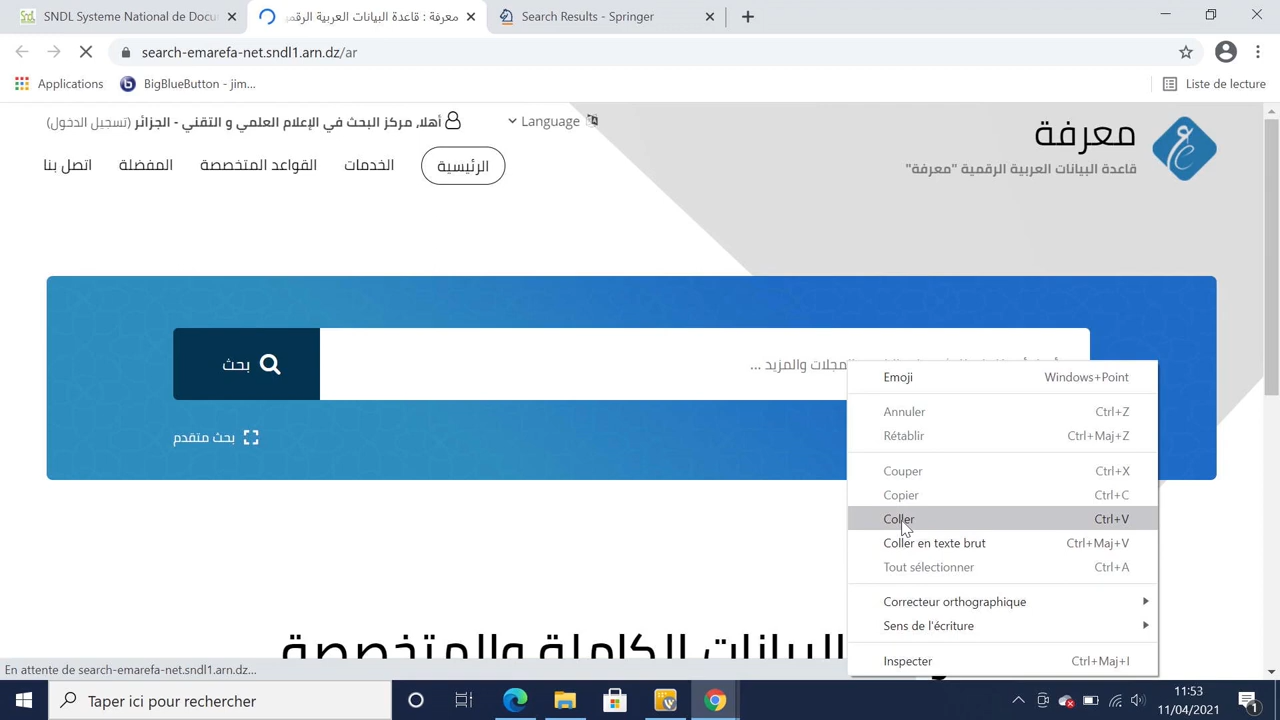 SNDL Systeme National de Docu
معرفة : قاعدة البيانات العربية الرقمي
Search Results - Springer
search-emarefa-net.sndl1.arn.dz/ar
Applications
BigBlueButton - jim...
Liste de lecture
أهلا، مركز البحث في الإعلام العلمي و التقني - الجزائر (تسجيل الدخول)
Language
معرفة
قاعدة البيانات العربية الرقمية "معرفة"
الرئيسية
الخدمات
القواعد المتخصصة
المفضلة
اتصل بنا
المجلات والمزيد ...
بحث
بحث متقدم
Emoji Windows+Point
Annuler Ctrl+Z
Rétablir Ctrl+Maj+Z
Couper Ctrl+X
Copier Ctrl+C
Coller Ctrl+V
Coller en texte brut Ctrl+Maj+V
Tout sélectionner Ctrl+A
Correcteur orthographique
Sens de l'écriture
Inspecter Ctrl+Maj+I
البيانات الكاملة والمتخصصة
En attente de search-emarefa-net.sndl1.arn.dz...
Taper ici pour rechercher
11:53
11/04/2021
1